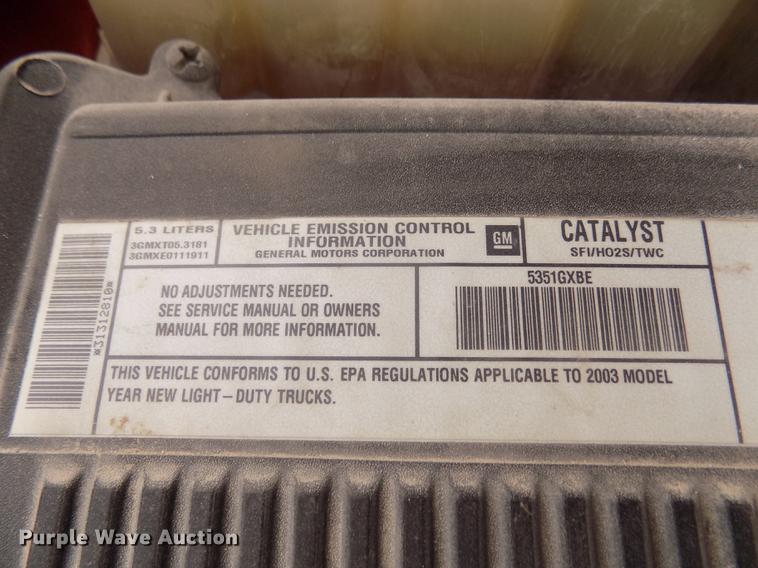 5.3 LITERS
3GMXT05.3181
3GMXE0111911
VEHICLE EMISSION CONTROL
INFORMATION
GENERAL MOTORS CORPORATION
GM
CATALYST
SFI/HO2S/TWC
NO ADJUSTMENTS NEEDED.
SEE SERVICE MANUAL OR OWNERS
MANUAL FOR MORE INFORMATION.
5351GXBE
*31312810*
THIS VEHICLE CONFORMS TO U.S. EPA REGULATIONS APPLICABLE TO 2003 MODEL
YEAR NEW LIGHT-DUTY TRUCKS.
Purple Wave Auction